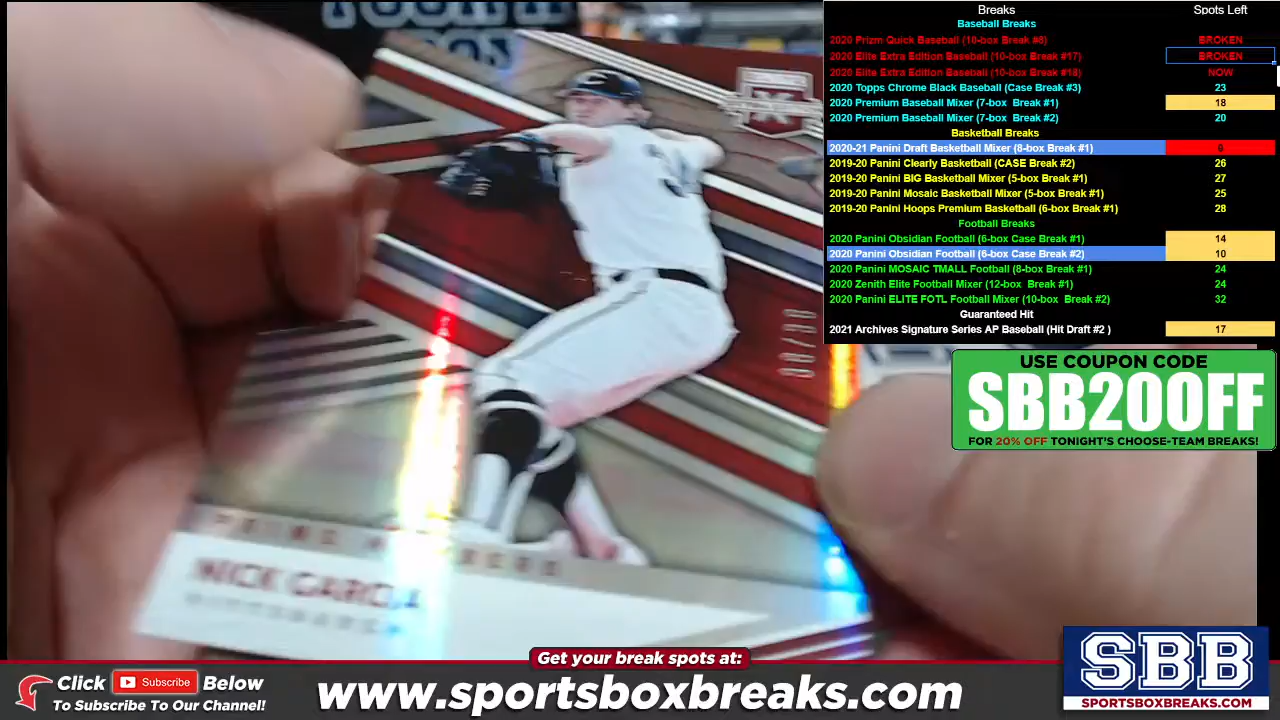 Breaks Spots Left
Baseball Breaks
2020 Prizm Quick Baseball (10-box Break #8) BROKEN
2020 Elite Extra Edition Baseball (10-box Break #17) BROKEN
2020 Elite Extra Edition Baseball (10-box Break #18) NOW
2020 Topps Chrome Black Baseball (Case Break #3) 23
2020 Premium Baseball Mixer (7-box Break #1) 18
2020 Premium Baseball Mixer (7-box Break #2) 20
Basketball Breaks
2020-21 Panini Draft Basketball Mixer (8-box Break #1) 6
2019-20 Panini Clearly Basketball (CASE Break #2) 26
2019-20 Panini BIG Basketball Mixer (5-box Break #1) 27
2019-20 Panini Mosaic Basketball Mixer (5-box Break #1) 25
2019-20 Panini Hoops Premium Basketball (6-box Break #1) 28
Football Breaks
2020 Panini Obsidian Football (6-box Case Break #1) 14
2020 Panini Obsidian Football (6-box Case Break #2) 10
2020 Panini MOSAIC TMALL Football (8-box Break #1) 24
2020 Zenith Elite Football Mixer (12-box Break #1) 24
2020 Panini ELITE FOTL Football Mixer (10-box Break #2) 32
Guaranteed Hit
2021 Archives Signature Series AP Baseball (Hit Draft #2 ) 17
USE COUPON CODE
SBB20OFF
FOR 20% OFF TONIGHT'S CHOOSE-TEAM BREAKS!
NICK GARCIA
PITTSBURGH
Get your break spots at:
Click Subscribe Below
To Subscribe To Our Channel!
www.sportsboxbreaks.com
SBB
SPORTSBOXBREAKS.COM